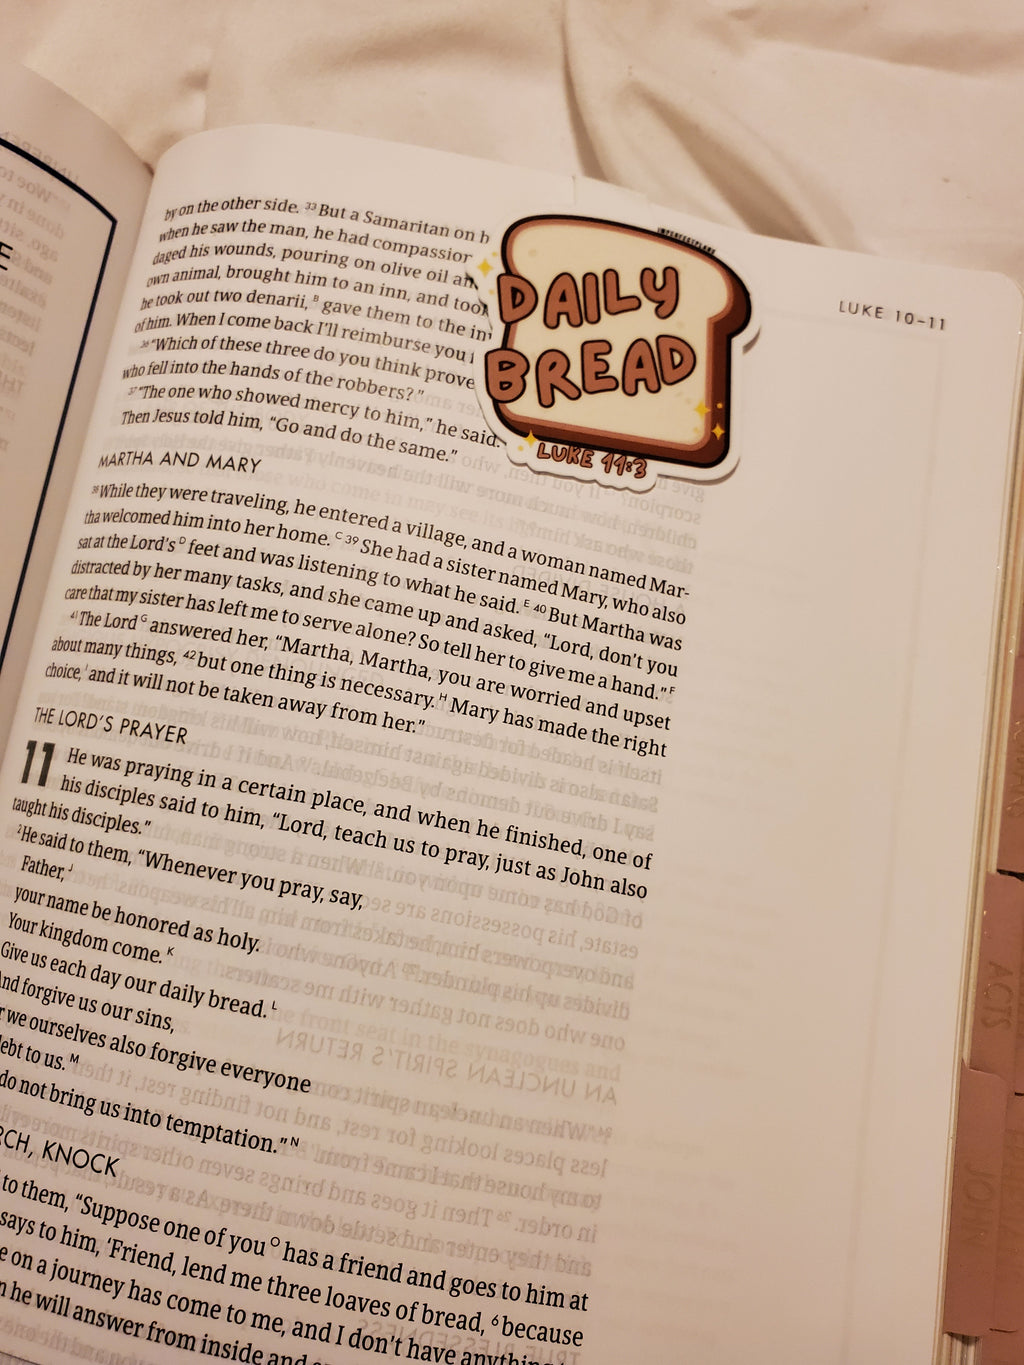 by on the other side. 33 But a Samaritan on h
when he saw the man, he had compassion
daged his wounds, pouring on olive oil an
own animal, brought him to an inn, and took
he took out two denarii, B gave them to the in
of him. When I come back I'll reimburse you f
36 "Which of these three do you think prove
who fell into the hands of the robbers?"
37 "The one who showed mercy to him," he said.
Then Jesus told him, "Go and do the same."
IMPERFECTPLANS
DAILY
BREAD
LUKE 11:3
LUKE 10–11
MARTHA AND MARY
38 While they were traveling, he entered a village, and a woman named Mar-
tha welcomed him into her home. C 39 She had a sister named Mary, who also
sat at the Lord's D feet and was listening to what he said. E 40 But Martha was
distracted by her many tasks, and she came up and asked, "Lord, don't you
care that my sister has left me to serve alone? So tell her to give me a hand." F
41 The Lord G answered her, "Martha, Martha, you are worried and upset
about many things, 42 but one thing is necessary. H Mary has made the right
choice, I and it will not be taken away from her."
THE LORD'S PRAYER
11 He was praying in a certain place, and when he finished, one of
his disciples said to him, "Lord, teach us to pray, just as John also
taught his disciples."
2 He said to them, "Whenever you pray, say,
Father, J
your name be honored as holy.
Your kingdom come. K
Give us each day our daily bread. L
And forgive us our sins,
r we ourselves also forgive everyone
debt to us. M
do not bring us into temptation." N
RCH, KNOCK
to them, "Suppose one of you O has a friend and goes to him at
says to him, 'Friend, lend me three loaves of bread, 6 because
e on a journey has come to me, and I don't have anything
n he will answer from inside and
ACTS
JOHN